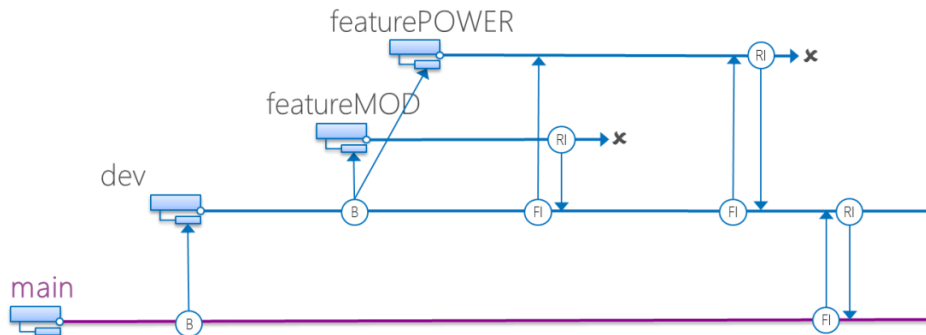 featurePOWER
RI
featureMOD
RI
dev
B
FI
FI
RI
main
B
FI